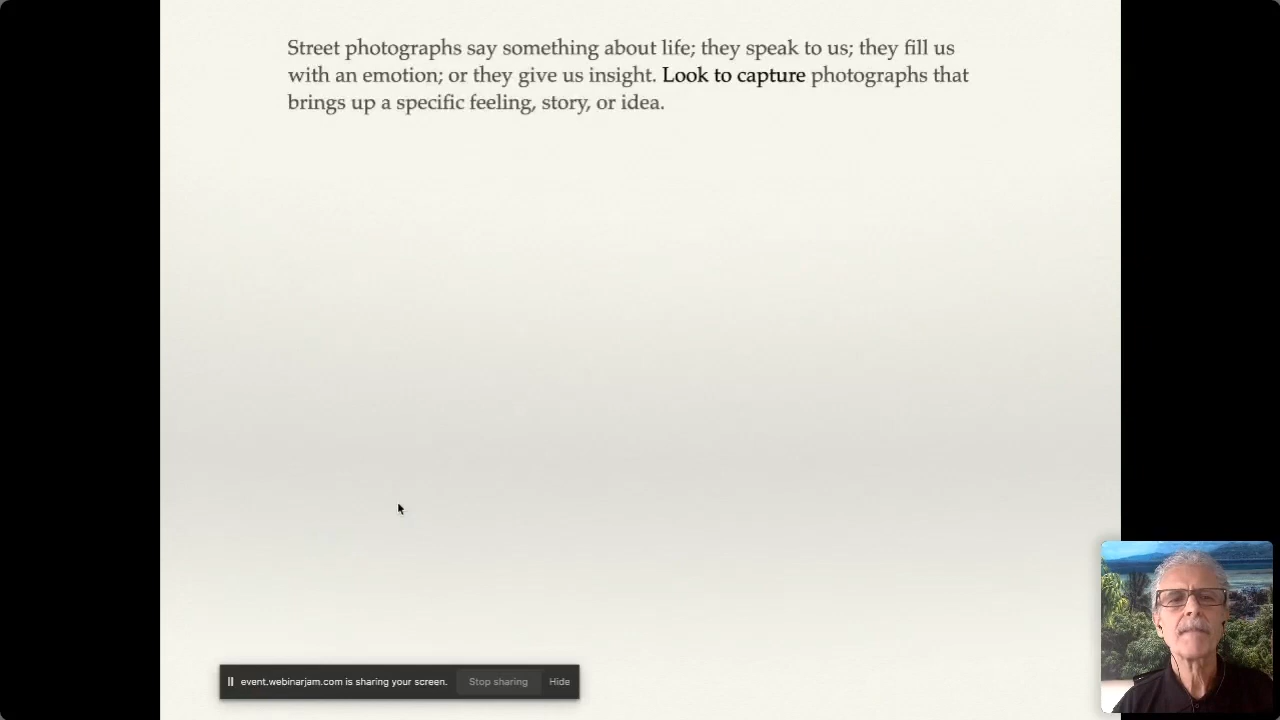 Street photographs say something about life; they speak to us; they fill us
with an emotion; or they give us insight. Look to capture photographs that
brings up a specific feeling, story, or idea.
event.webinarjam.com is sharing your screen. Stop sharing Hide